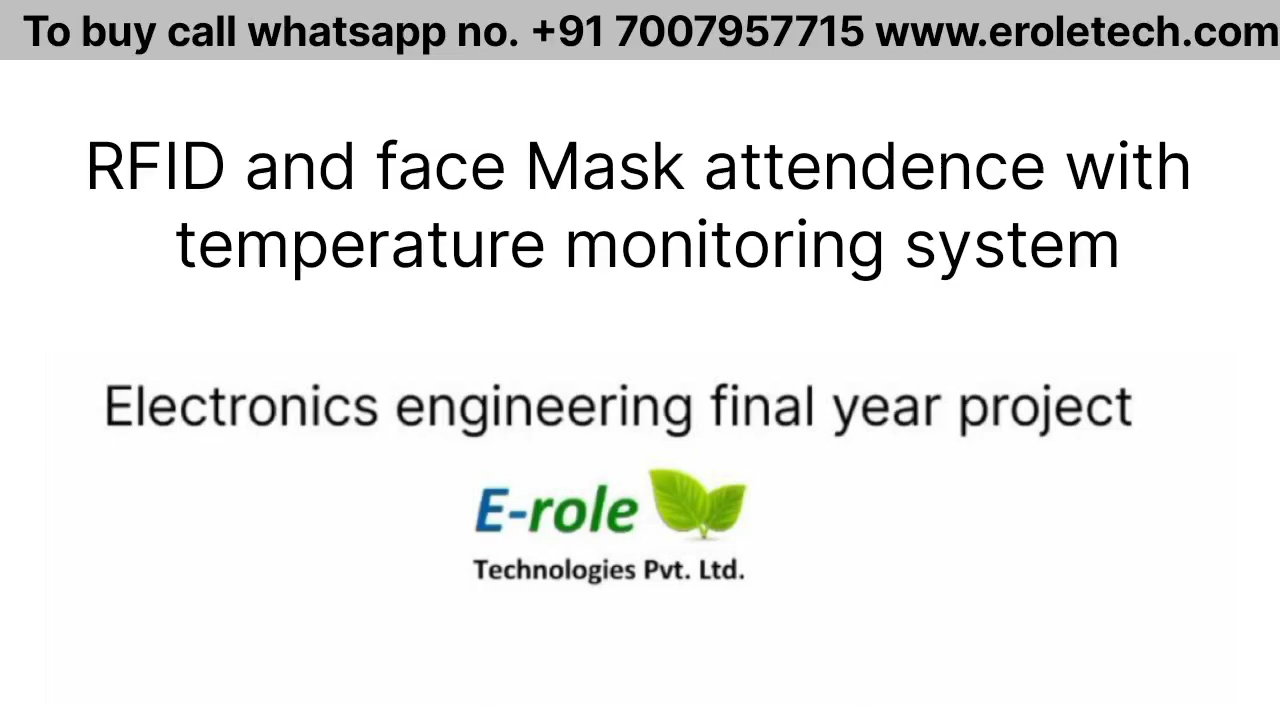 To buy call whatsapp no. +91 7007957715 www.eroletech.com
RFID and face Mask attendence with
temperature monitoring system
Electronics engineering final year project
E-role
Technologies Pvt. Ltd.